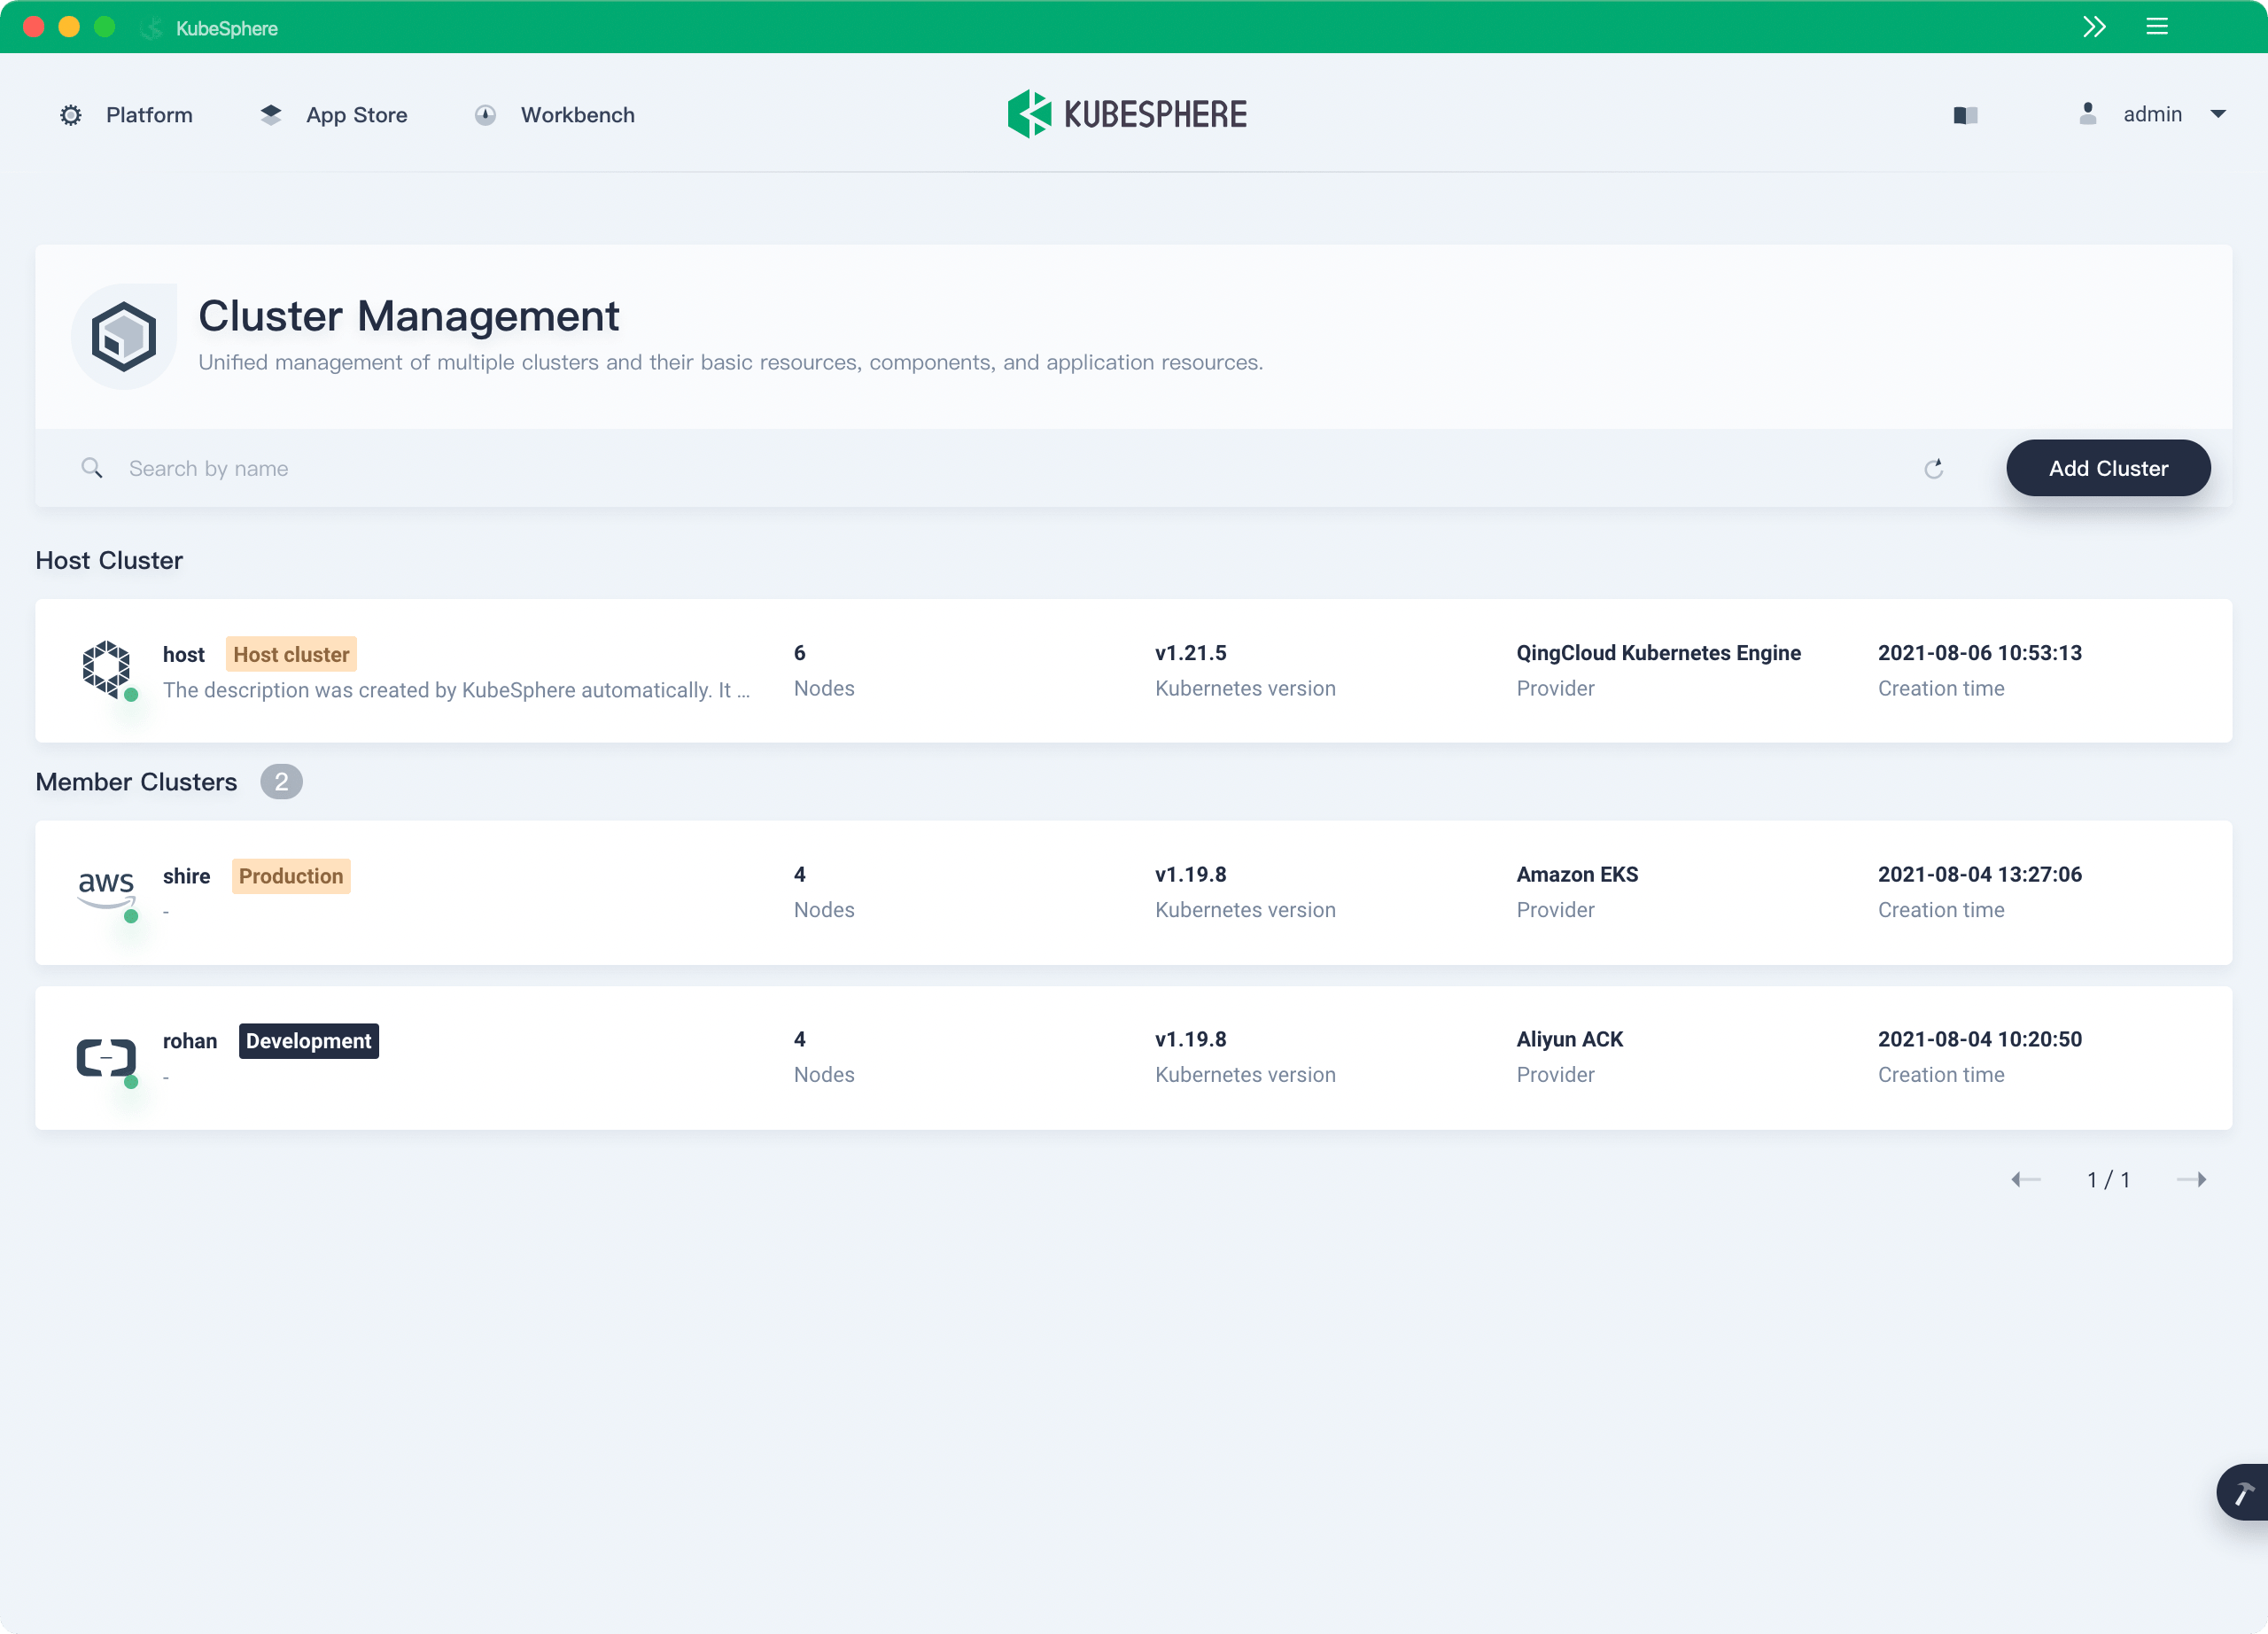 KubeSphere
Platform
App Store
Workbench
KUBESPHERE
admin
Cluster Management
Unified management of multiple clusters and their basic resources, components, and application resources.
Search by name
Add Cluster
Host Cluster
host Host cluster
The description was created by KubeSphere automatically. It ...
6
Nodes
v1.21.5
Kubernetes version
QingCloud Kubernetes Engine
Provider
2021-08-06 10:53:13
Creation time
Member Clusters 2
aws
shire Production
-
4
Nodes
v1.19.8
Kubernetes version
Amazon EKS
Provider
2021-08-04 13:27:06
Creation time
rohan Development
-
4
Nodes
v1.19.8
Kubernetes version
Aliyun ACK
Provider
2021-08-04 10:20:50
Creation time
1 / 1